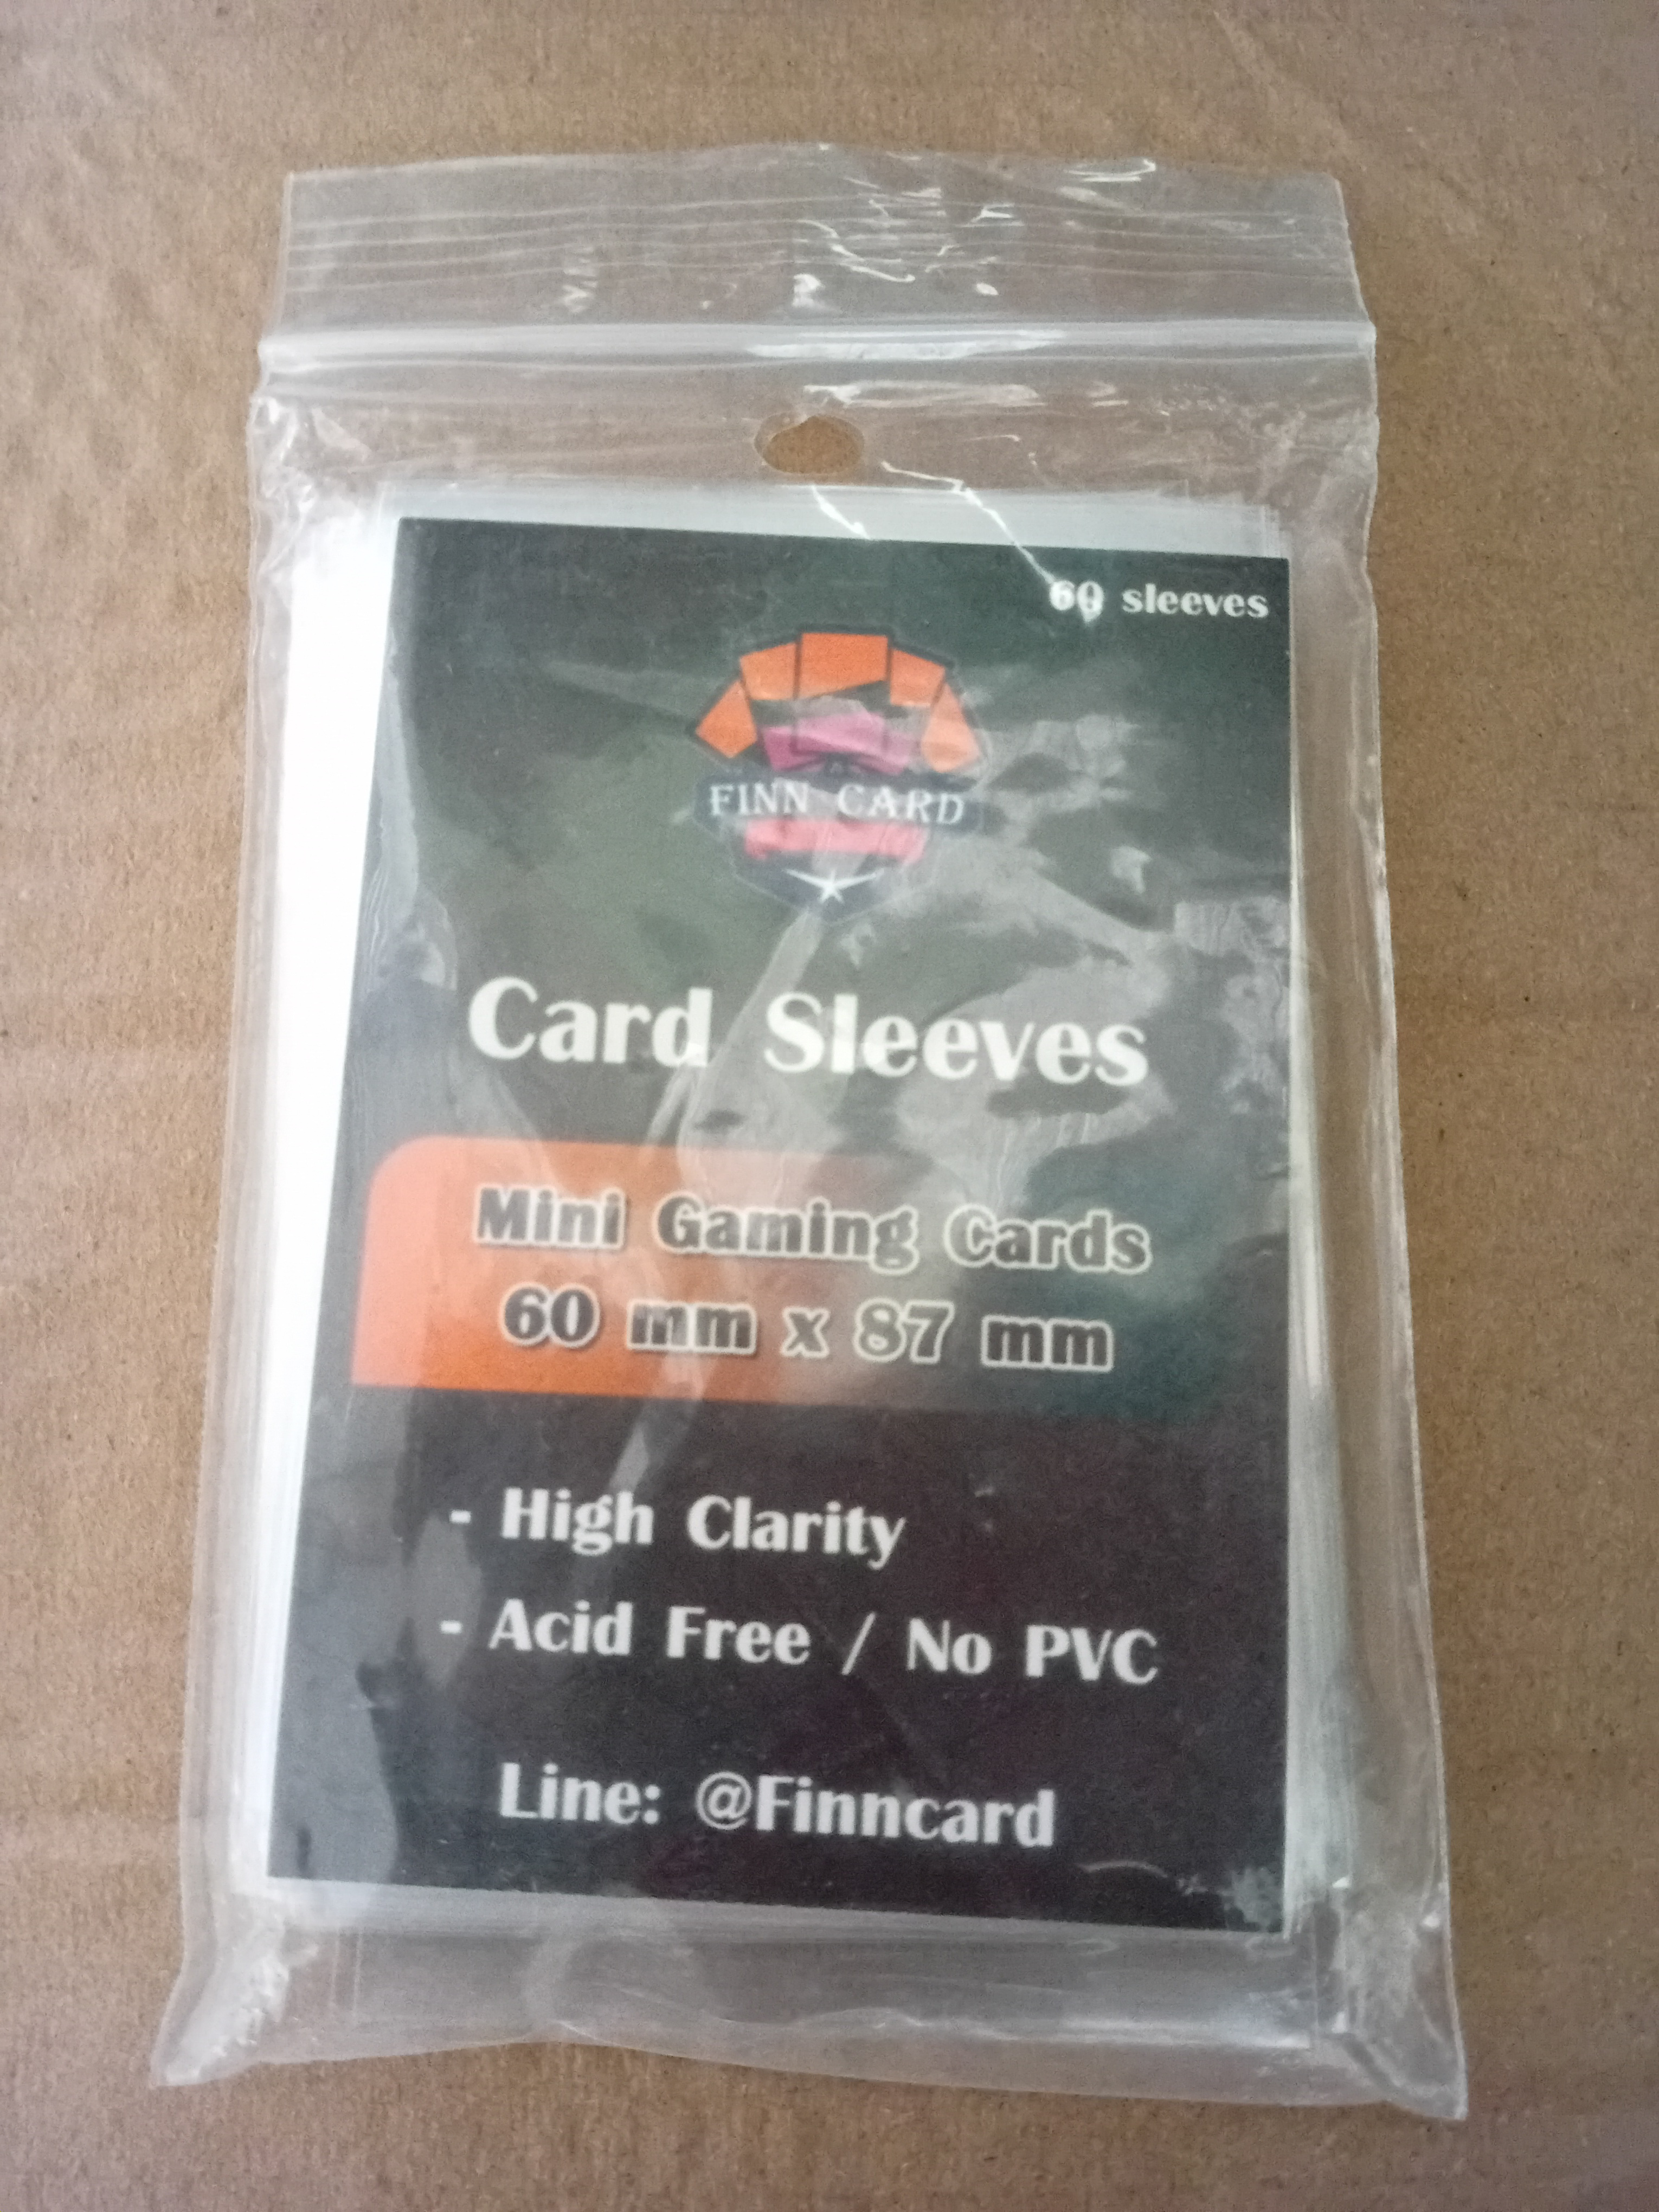 60 sleeves
FINN CARD
Card Sleeves
Mini Gaming Cards
60 mm x 87 mm
- High Clarity
- Acid Free / No PVC
Line: @Finncard